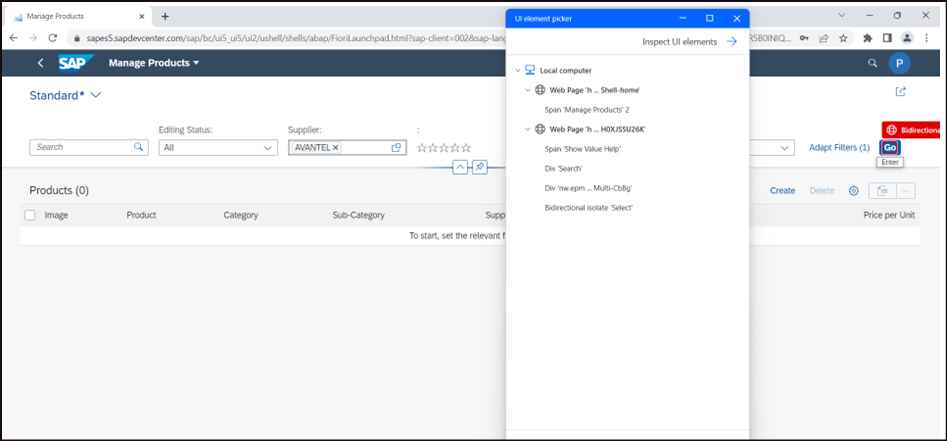 Manage Products
UI element picker
sapes5.sapdevcenter.com/sap/bc/ui5_ui5/ui2/ushell/shells/abap/FioriLaunchpad.html?sap-client=002&sap-lang
Inspect UI elements
SAP
Manage Products
P
Local computer
Web Page 'h ... Shell-home'
Span 'Manage Products' 2
Web Page 'h ... H0XJSSU26K'
Span 'Show Value Help'
Div 'Search'
Div 'nw.epm ... Multi-CbBg'
Bidirectional isolate 'Select'
Standard*
Editing Status:
Supplier:
:
Search
All
AVANTEL
Bidirectiona
Adapt Filters (1)
Go
Enter
Products (0)
Create
Delete
Image
Product
Category
Sub-Category
Supp
Price per Unit
To start, set the relevant f